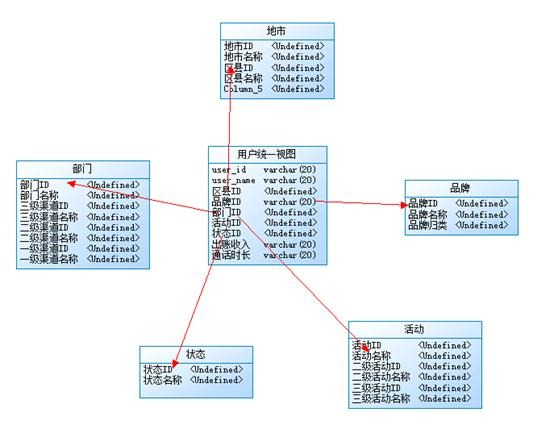 地市
地市ID <Undefined>
地市名称 <Undefined>
区县ID <Undefined>
区县名称 <Undefined>
Column_5 <Undefined>
用户统一视图
user_id varchar(20)
user_name varchar(20)
区县ID <Undefined>
品牌ID varchar(20)
部门ID <Undefined>
活动ID <Undefined>
状态ID <Undefined>
出账收入 varchar(20)
通话时长 varchar(20)
部门
部门ID <Undefined>
部门名称 <Undefined>
三级渠道ID <Undefined>
三级渠道名称 <Undefined>
二级渠道ID <Undefined>
二级渠道名称 <Undefined>
一级渠道ID <Undefined>
一级渠道名称 <Undefined>
品牌
品牌ID <Undefined>
品牌名称 <Undefined>
品牌归类 <Undefined>
状态
状态ID <Undefined>
状态名称 <Undefined>
活动
活动ID <Undefined>
活动名称 <Undefined>
二级活动ID <Undefined>
二级活动名称 <Undefined>
三级活动ID <Undefined>
三级活动名称 <Undefined>